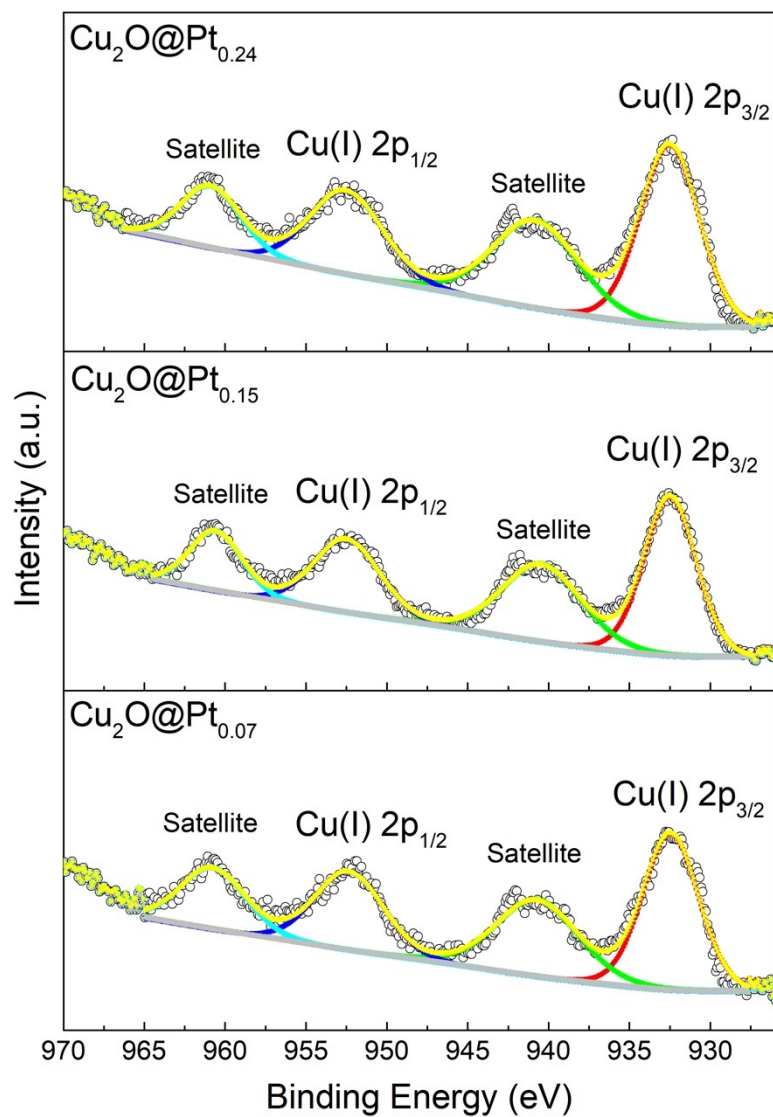 Cu₂O@Pt₀.₂₄
Cu(I) 2p₃/₂
Satellite
Cu(I) 2p₁/₂
Satellite
Cu₂O@Pt₀.₁₅
Cu(I) 2p₃/₂
Satellite
Cu(I) 2p₁/₂
Satellite
Cu₂O@Pt₀.₀₇
Cu(I) 2p₃/₂
Satellite
Cu(I) 2p₁/₂
Satellite
Intensity (a.u.)
970 965 960 955 950 945 940 935 930
Binding Energy (eV)